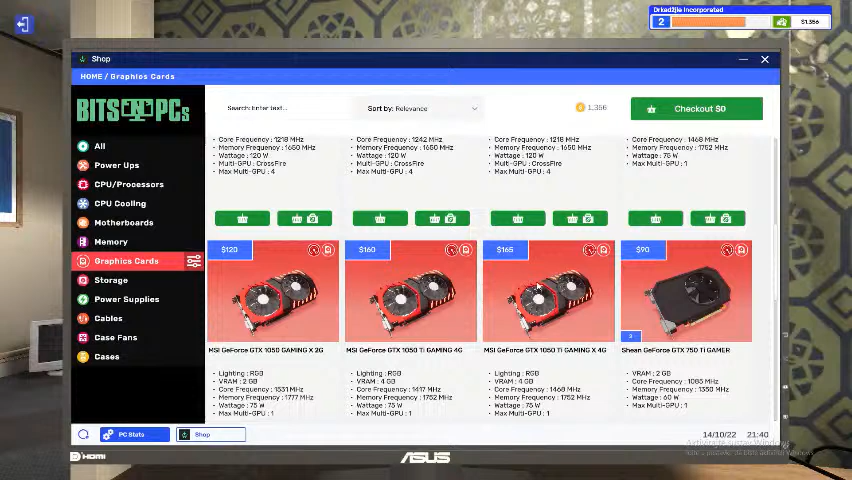 Drked2jle Incorporated
2 $1,356
Shop
HOME / Graphics Cards
BITS N PCs
Search: Enter text...
Sort by: Relevance
1,356
Checkout $0
All
Power Ups
CPU/Processors
CPU Cooling
Motherboards
Memory
Graphics Cards
Storage
Power Supplies
Cables
Case Fans
Cases
• Core Frequency : 1218 MHz
• Memory Frequency : 1650 MHz
• Wattage : 120 W
• Multi-GPU : CrossFire
• Max Multi-GPU : 4
• Core Frequency : 1242 MHz
• Memory Frequency : 1650 MHz
• Wattage : 120 W
• Multi-GPU : CrossFire
• Max Multi-GPU : 4
• Core Frequency : 1218 MHz
• Memory Frequency : 1650 MHz
• Wattage : 120 W
• Multi-GPU : CrossFire
• Max Multi-GPU : 4
• Core Frequency : 1468 MHz
• Memory Frequency : 1752 MHz
• Wattage : 75 W
• Max Multi-GPU : 1
$120
MSI GeForce GTX 1050 GAMING X 2G
• Lighting : RGB
• VRAM : 2 GB
• Core Frequency : 1531 MHz
• Memory Frequency : 1777 MHz
• Wattage : 75 W
• Max Multi-GPU : 1
$160
MSI GeForce GTX 1050 Ti GAMING 4G
• Lighting : RGB
• VRAM : 4 GB
• Core Frequency : 1417 MHz
• Memory Frequency : 1752 MHz
• Wattage : 75 W
• Max Multi-GPU : 1
$165
MSI GeForce GTX 1050 Ti GAMING X 4G
• Lighting : RGB
• VRAM : 4 GB
• Core Frequency : 1468 MHz
• Memory Frequency : 1752 MHz
• Wattage : 75 W
• Max Multi-GPU : 1
$90
3
Shean GeForce GTX 750 Ti GAMER
• VRAM : 2 GB
• Core Frequency : 1085 MHz
• Memory Frequency : 1350 MHz
• Wattage : 60 W
• Max Multi-GPU : 1
PC Stats
Shop
14/10/22 21:40
Aktivirajte sustav Windows
HDMI
ASUS